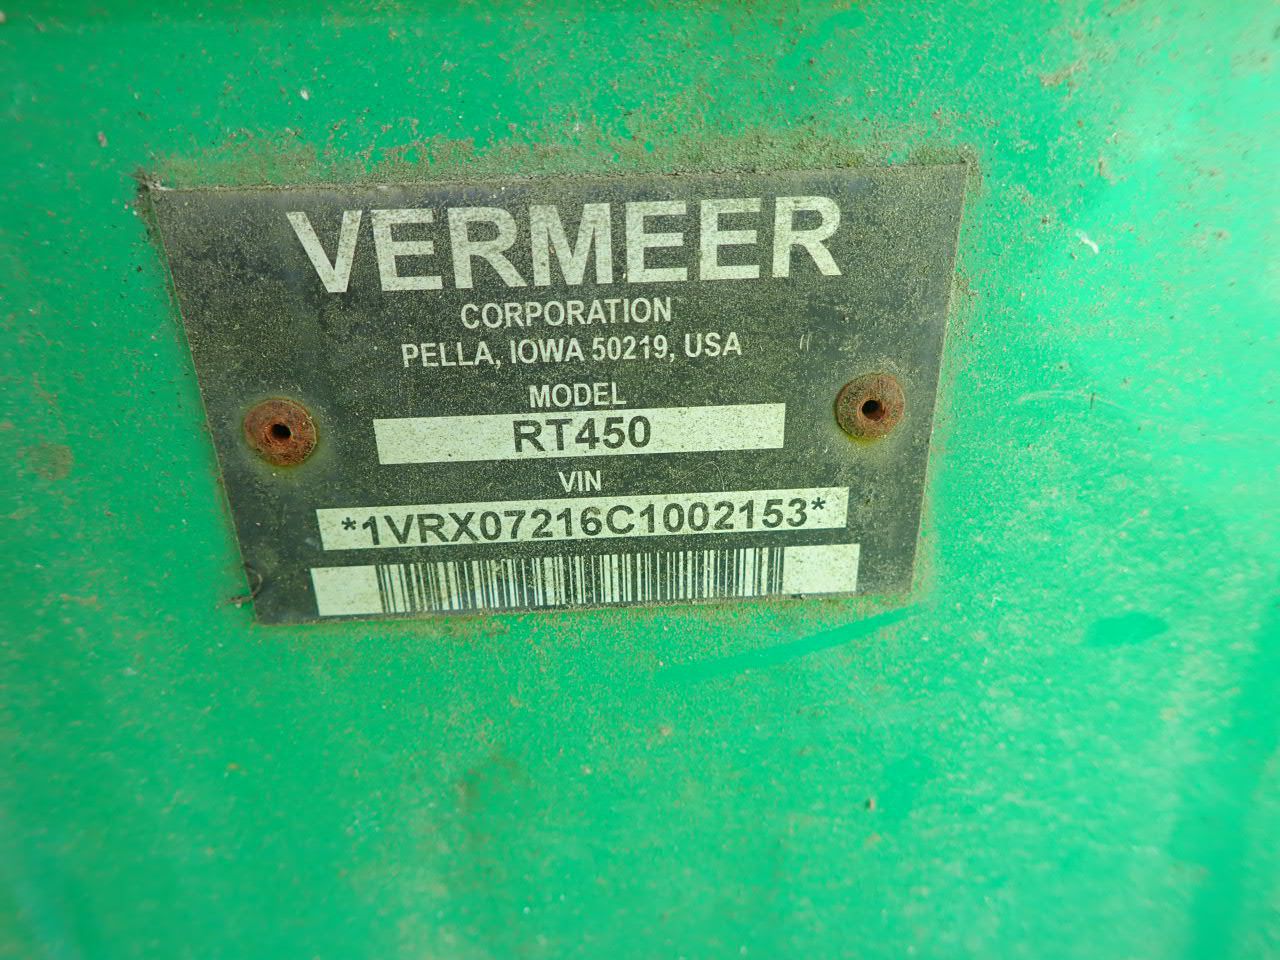 VERMEER
CORPORATION
PELLA, IOWA 50219, USA
MODEL
RT450
VIN
*1VRX07216C1002153*